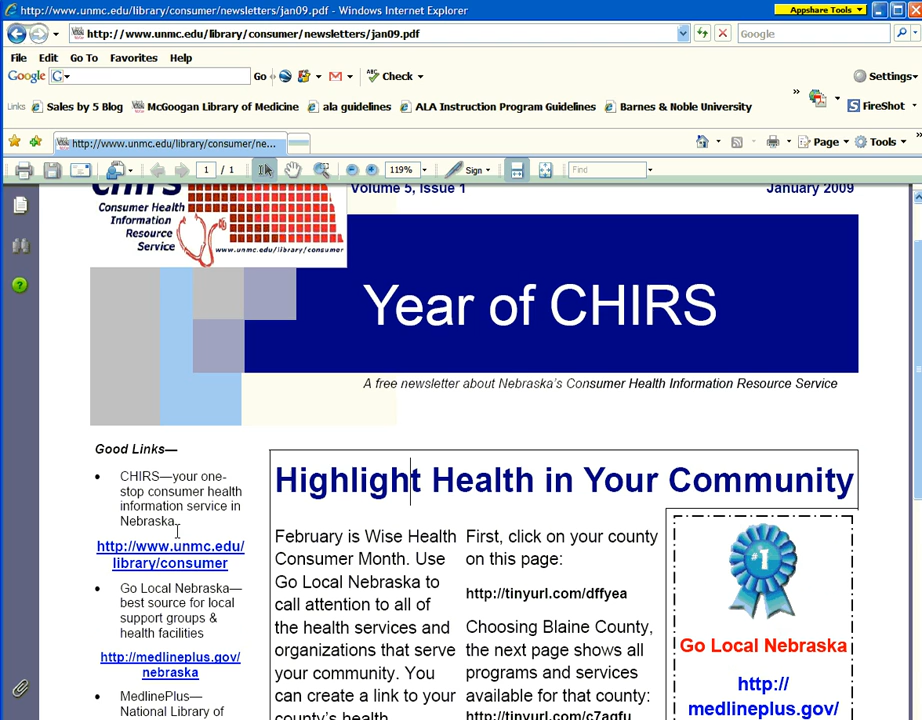 http://www.unmc.edu/library/consumer/newsletters/jan09.pdf - Windows Internet Explorer
Appshare Tools
http://www.unmc.edu/library/consumer/newsletters/jan09.pdf
Google
File Edit Go To Favorites Help
Google G Go Check Settings
Links Sales by 5 Blog McGoogan Library of Medicine ala guidelines ALA Instruction Program Guidelines Barnes & Noble University » FireShot
http://www.unmc.edu/library/consumer/ne... Page Tools
1 / 1 119% Sign Find
Volume 5, Issue 1 January 2009
CHIRS
Consumer Health
Information
Resource
Service
www.unmc.edu/library/consumer
Year of CHIRS
A free newsletter about Nebraska's Consumer Health Information Resource Service
Good Links—
• CHIRS—your one-
stop consumer health
information service in
Nebraska.
http://www.unmc.edu/
library/consumer
• Go Local Nebraska—
best source for local
support groups &
health facilities
http://medlineplus.gov/
nebraska
• MedlinePlus—
National Library of
Highlight Health in Your Community
February is Wise Health
Consumer Month. Use
Go Local Nebraska to
call attention to all of
the health services and
organizations that serve
your community. You
can create a link to your
county's health
First, click on your county
on this page:
http://tinyurl.com/dffyea
Choosing Blaine County,
the next page shows all
programs and services
available for that county:
http://tinyurl.com/c7aqfu
#1
Go Local Nebraska
http://
medlineplus.gov/